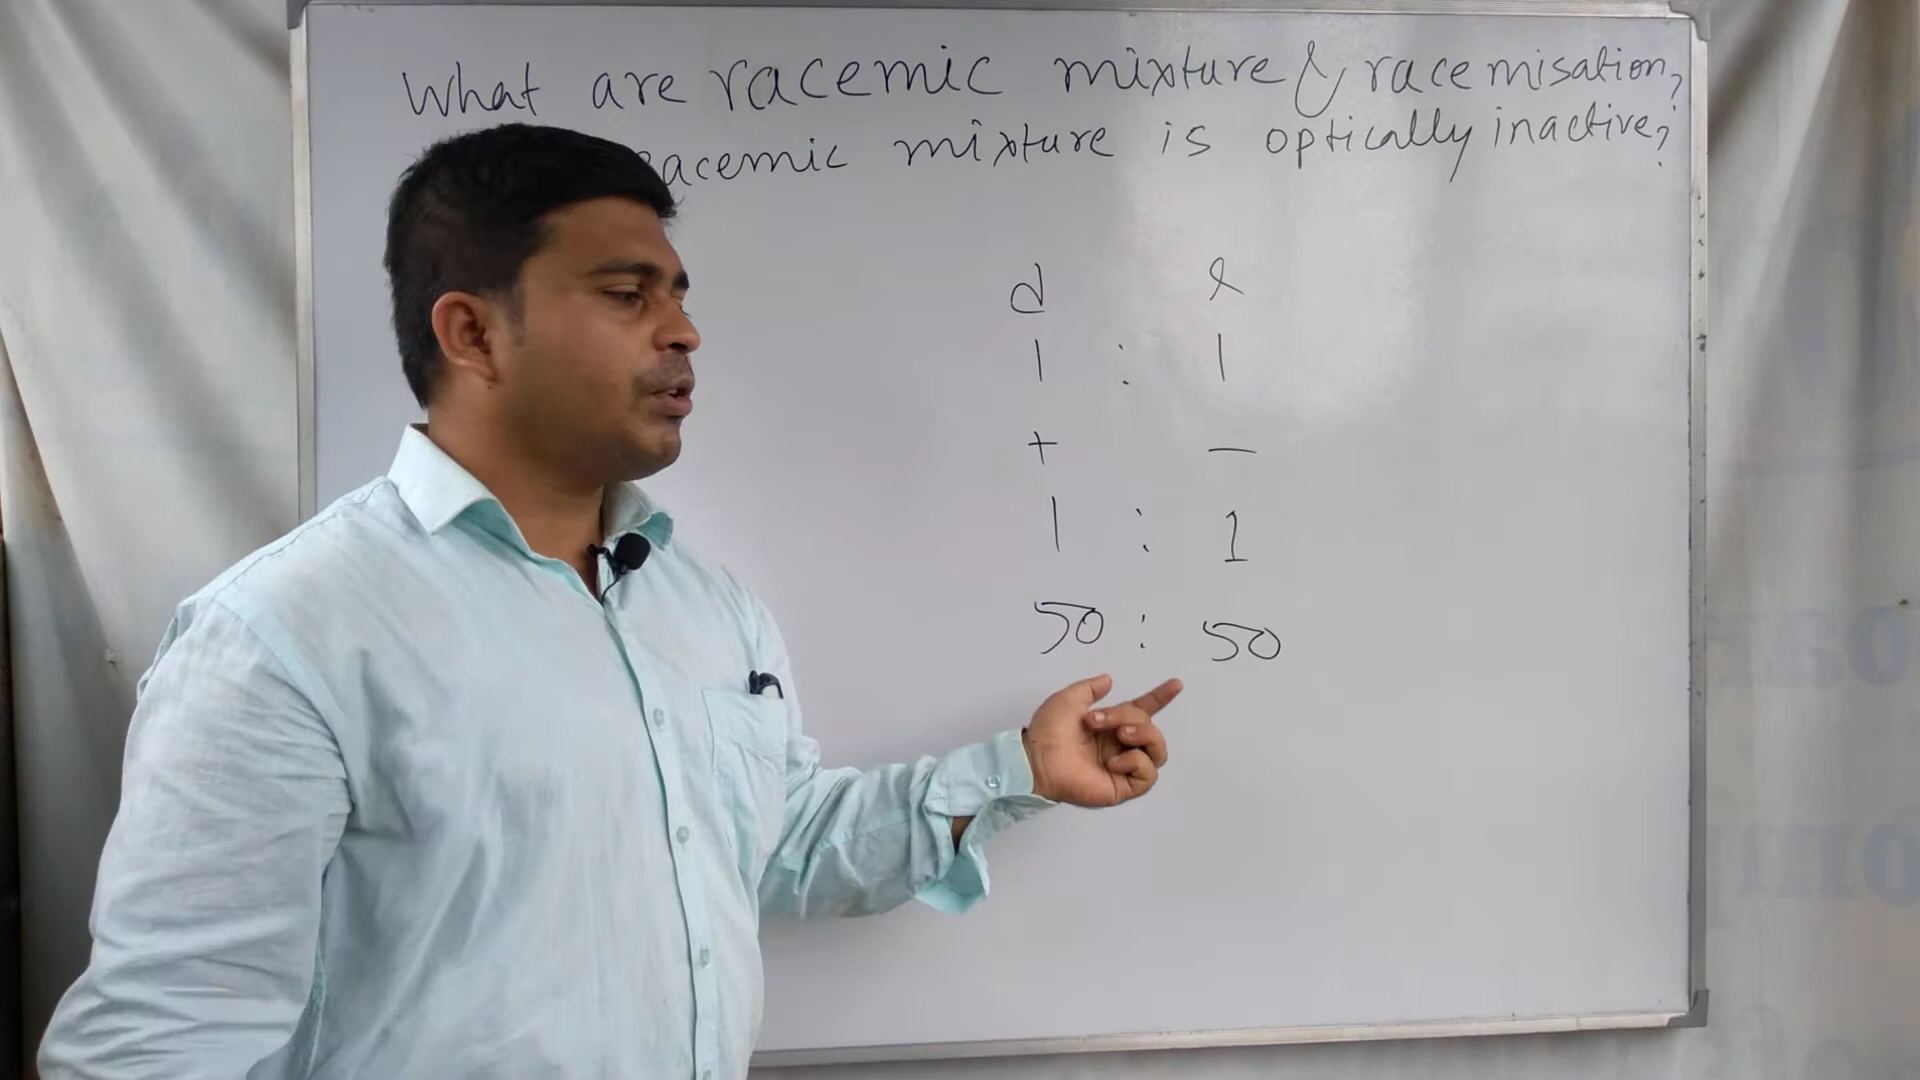 What are racemic mixture & racemisation?
racemic mixture is optically inactive?
d l
1 : 1
+ −
1 : 1
50 : 50